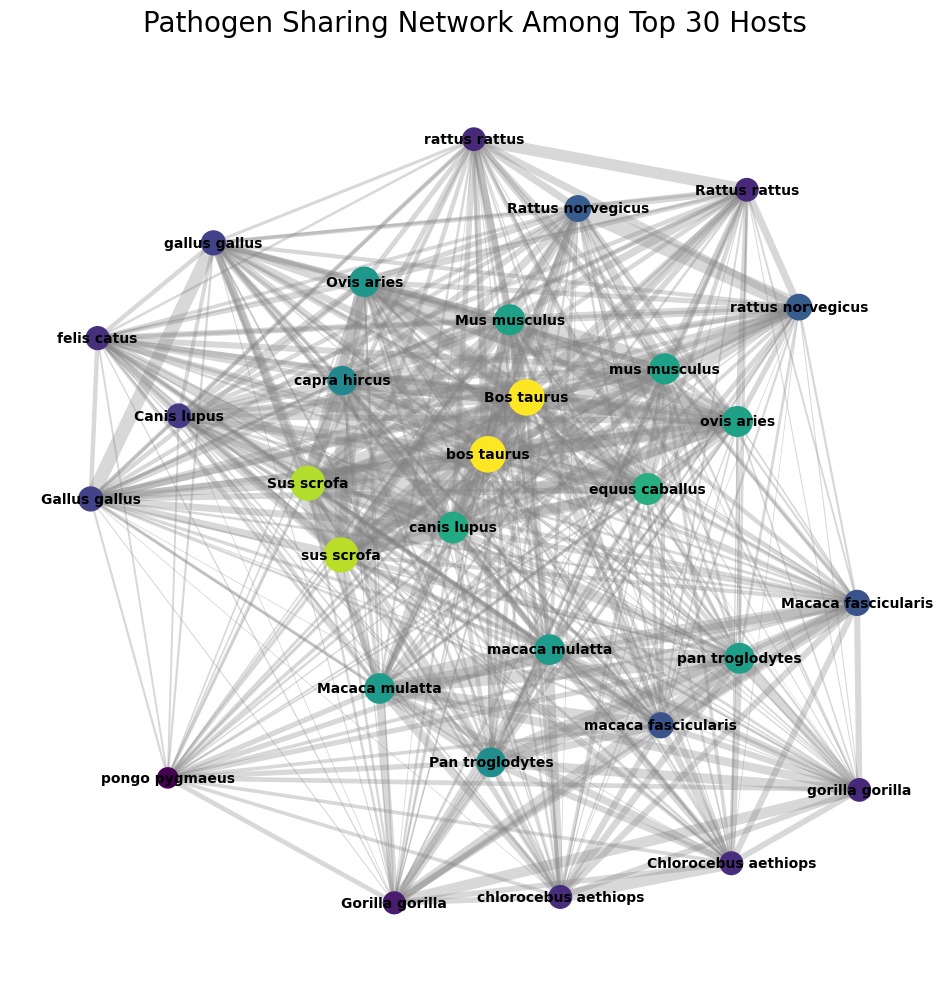 Pathogen Sharing Network Among Top 30 Hosts
rattus rattus
Rattus rattus
Rattus norvegicus
gallus gallus
Ovis aries
rattus norvegicus
Mus musculus
felis catus
mus musculus
capra hircus
Bos taurus
Canis lupus
ovis aries
bos taurus
Sus scrofa
equus caballus
Gallus gallus
canis lupus
sus scrofa
Macaca fascicularis
macaca mulatta
pan troglodytes
Macaca mulatta
macaca fascicularis
Pan troglodytes
pongo pygmaeus
gorilla gorilla
Chlorocebus aethiops
chlorocebus aethiops
Gorilla gorilla